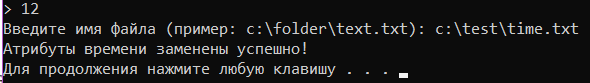 > 12
Введите имя файла (пример: c:\folder\text.txt): c:\test\time.txt
Атрибуты времени заменены успешно!
Для продолжения нажмите любую клавишу . . .